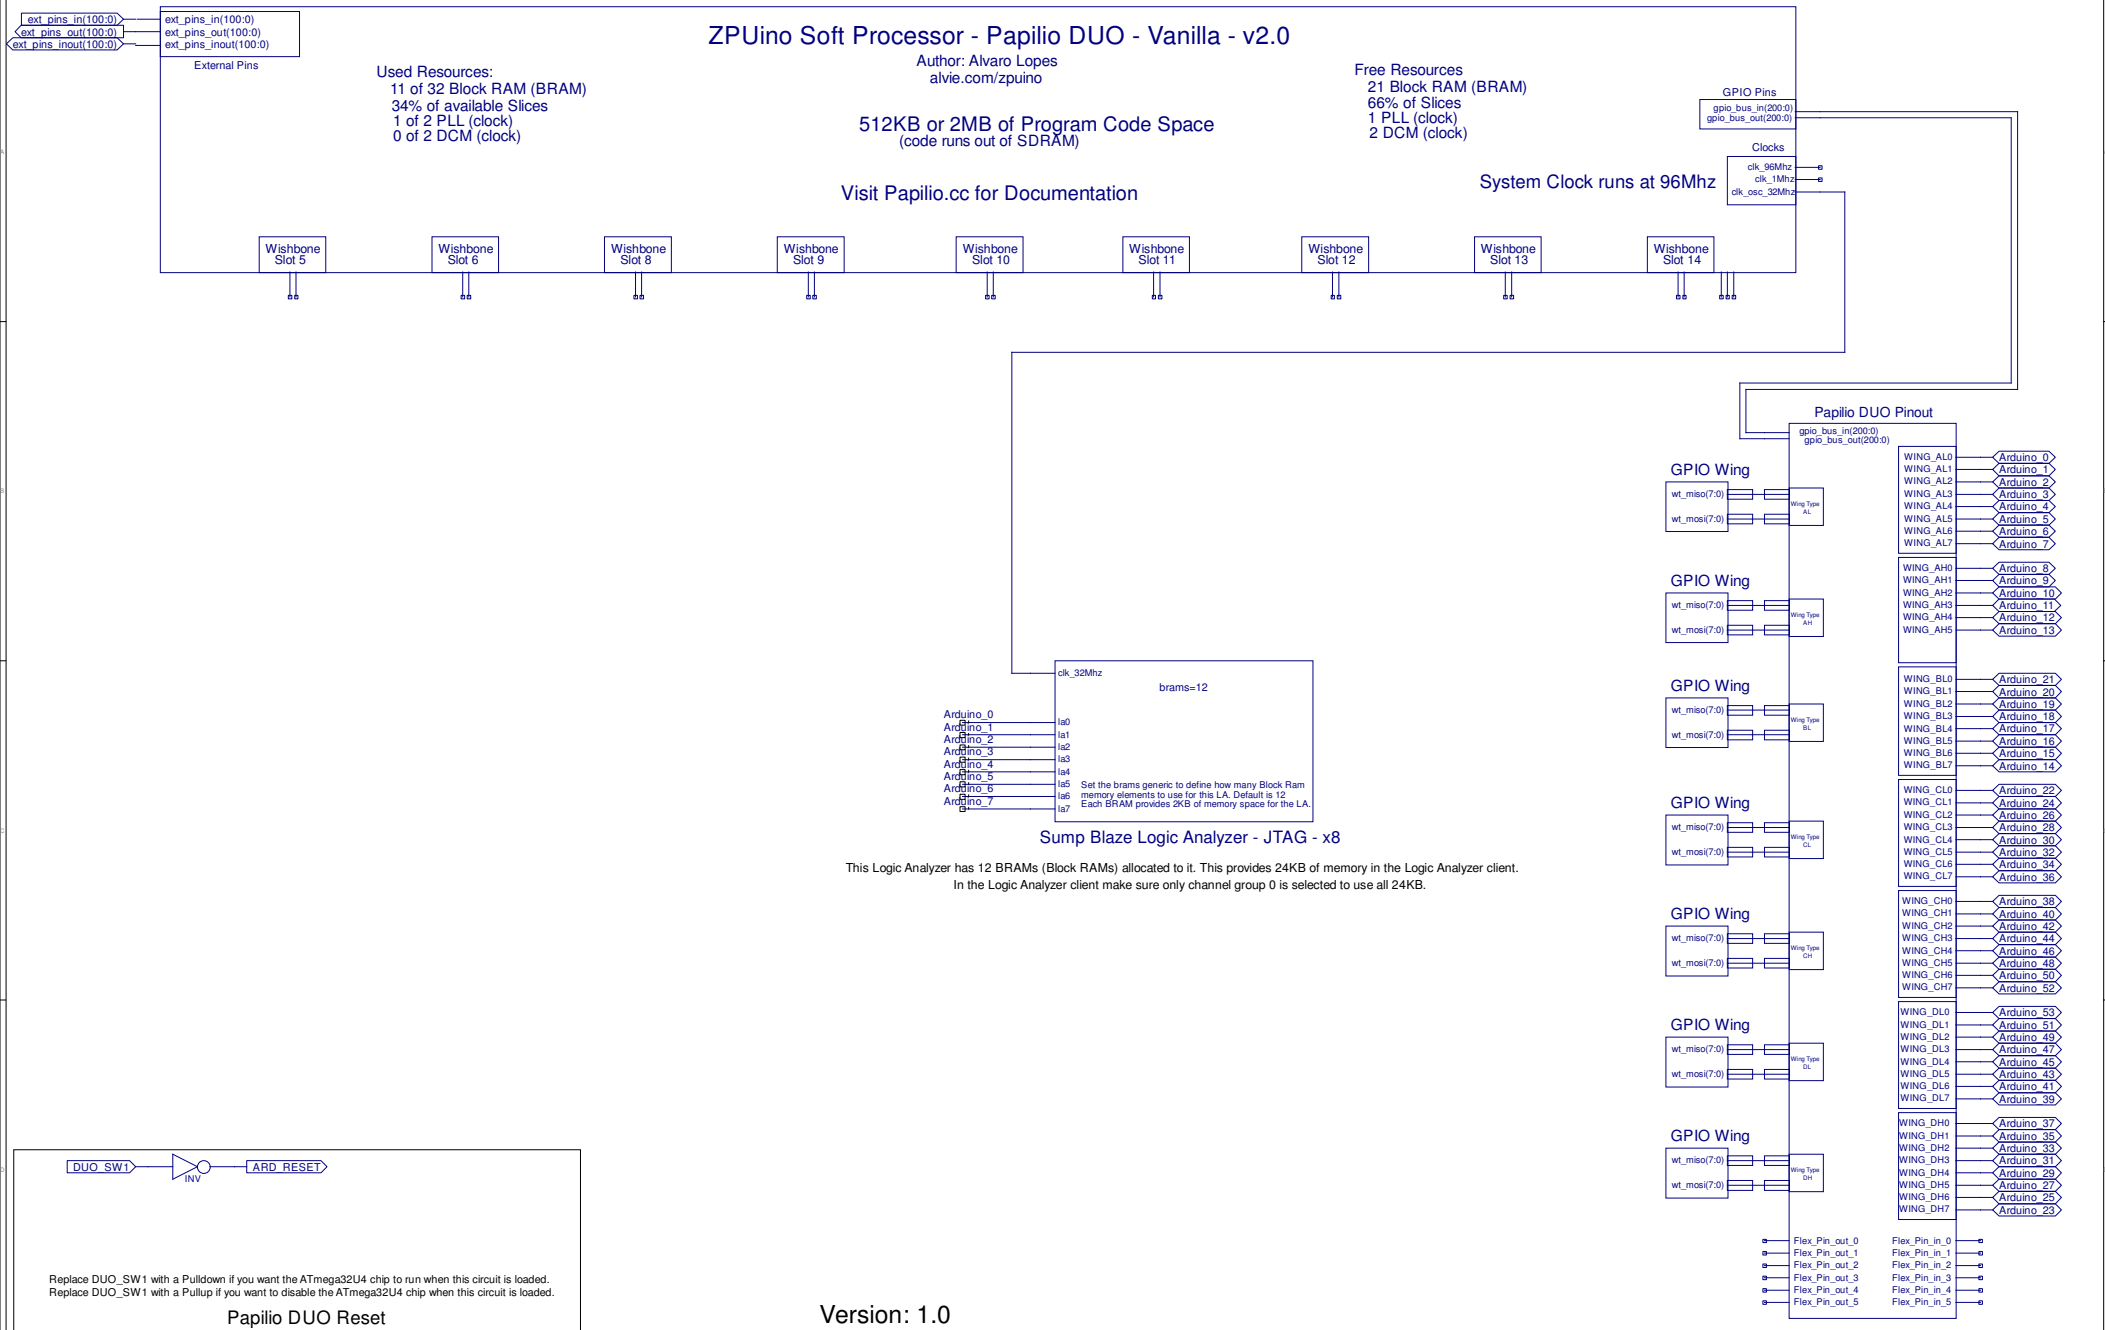 ext_pins_in(100:0)
ext_pins_out(100:0)
ext_pins_inout(100:0)
ext_pins_in(100:0)
ext_pins_out(100:0)
ext_pins_inout(100:0)
External Pins
ZPUino Soft Processor - Papilio DUO - Vanilla - v2.0
Author: Alvaro Lopes
alvie.com/zpuino
Used Resources:
11 of 32 Block RAM (BRAM)
34% of available Slices
1 of 2 PLL (clock)
0 of 2 DCM (clock)
512KB or 2MB of Program Code Space
(code runs out of SDRAM)
Free Resources
21 Block RAM (BRAM)
66% of Slices
1 PLL (clock)
2 DCM (clock)
GPIO Pins
gpio_bus_in(200:0)
gpio_bus_out(200:0)
Clocks
clk_96Mhz
clk_1Mhz
clk_osc_32Mhz
System Clock runs at 96Mhz
Visit Papilio.cc for Documentation
Wishbone
Slot 5
Wishbone
Slot 6
Wishbone
Slot 8
Wishbone
Slot 9
Wishbone
Slot 10
Wishbone
Slot 11
Wishbone
Slot 12
Wishbone
Slot 13
Wishbone
Slot 14
clk_32Mhz
brams=12
Arduino_0
Arduino_1
Arduino_2
Arduino_3
Arduino_4
Arduino_5
Arduino_6
Arduino_7
la0
la1
la2
la3
la4
la5
la6
la7
Set the brams generic to define how many Block Ram
memory elements to use for this LA. Default is 12
Each BRAM provides 2KB of memory space for the LA.
Sump Blaze Logic Analyzer - JTAG - x8
This Logic Analyzer has 12 BRAMs (Block RAMs) allocated to it. This provides 24KB of memory in the Logic Analyzer client.
In the Logic Analyzer client make sure only channel group 0 is selected to use all 24KB.
Papilio DUO Pinout
gpio_bus_in(200:0)
gpio_bus_out(200:0)
GPIO Wing
wt_miso(7:0)
wt_mosi(7:0)
Wing Type
AL
GPIO Wing
wt_miso(7:0)
wt_mosi(7:0)
Wing Type
AH
GPIO Wing
wt_miso(7:0)
wt_mosi(7:0)
Wing Type
BL
GPIO Wing
wt_miso(7:0)
wt_mosi(7:0)
Wing Type
CL
GPIO Wing
wt_miso(7:0)
wt_mosi(7:0)
Wing Type
CH
GPIO Wing
wt_miso(7:0)
wt_mosi(7:0)
Wing Type
DL
GPIO Wing
wt_miso(7:0)
wt_mosi(7:0)
Wing Type
DH
WING_AL0 Arduino_0
WING_AL1 Arduino_1
WING_AL2 Arduino_2
WING_AL3 Arduino_3
WING_AL4 Arduino_4
WING_AL5 Arduino_5
WING_AL6 Arduino_6
WING_AL7 Arduino_7
WING_AH0 Arduino_8
WING_AH1 Arduino_9
WING_AH2 Arduino_10
WING_AH3 Arduino_11
WING_AH4 Arduino_12
WING_AH5 Arduino_13
WING_BL0 Arduino_21
WING_BL1 Arduino_20
WING_BL2 Arduino_19
WING_BL3 Arduino_18
WING_BL4 Arduino_17
WING_BL5 Arduino_16
WING_BL6 Arduino_15
WING_BL7 Arduino_14
WING_CL0 Arduino_22
WING_CL1 Arduino_24
WING_CL2 Arduino_26
WING_CL3 Arduino_28
WING_CL4 Arduino_30
WING_CL5 Arduino_32
WING_CL6 Arduino_34
WING_CL7 Arduino_36
WING_CH0 Arduino_38
WING_CH1 Arduino_40
WING_CH2 Arduino_42
WING_CH3 Arduino_44
WING_CH4 Arduino_46
WING_CH5 Arduino_48
WING_CH6 Arduino_50
WING_CH7 Arduino_52
WING_DL0 Arduino_53
WING_DL1 Arduino_51
WING_DL2 Arduino_49
WING_DL3 Arduino_47
WING_DL4 Arduino_45
WING_DL5 Arduino_43
WING_DL6 Arduino_41
WING_DL7 Arduino_39
WING_DH0 Arduino_37
WING_DH1 Arduino_35
WING_DH2 Arduino_33
WING_DH3 Arduino_31
WING_DH4 Arduino_29
WING_DH5 Arduino_27
WING_DH6 Arduino_25
WING_DH7 Arduino_23
Flex_Pin_out_0 Flex_Pin_in_0
Flex_Pin_out_1 Flex_Pin_in_1
Flex_Pin_out_2 Flex_Pin_in_2
Flex_Pin_out_3 Flex_Pin_in_3
Flex_Pin_out_4 Flex_Pin_in_4
Flex_Pin_out_5 Flex_Pin_in_5
DUO_SW1
INV
ARD_RESET
Replace DUO_SW1 with a Pulldown if you want the ATmega32U4 chip to run when this circuit is loaded.
Replace DUO_SW1 with a Pullup if you want to disable the ATmega32U4 chip when this circuit is loaded.
Papilio DUO Reset
Version: 1.0